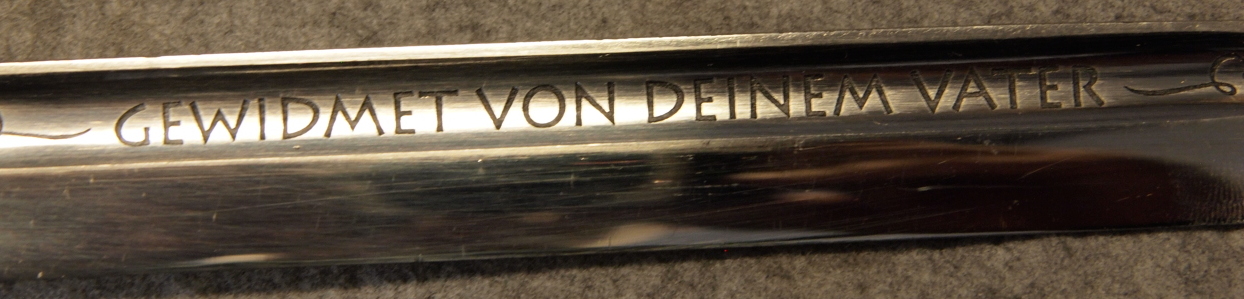 GEWIDMET VON DEINEM VATER